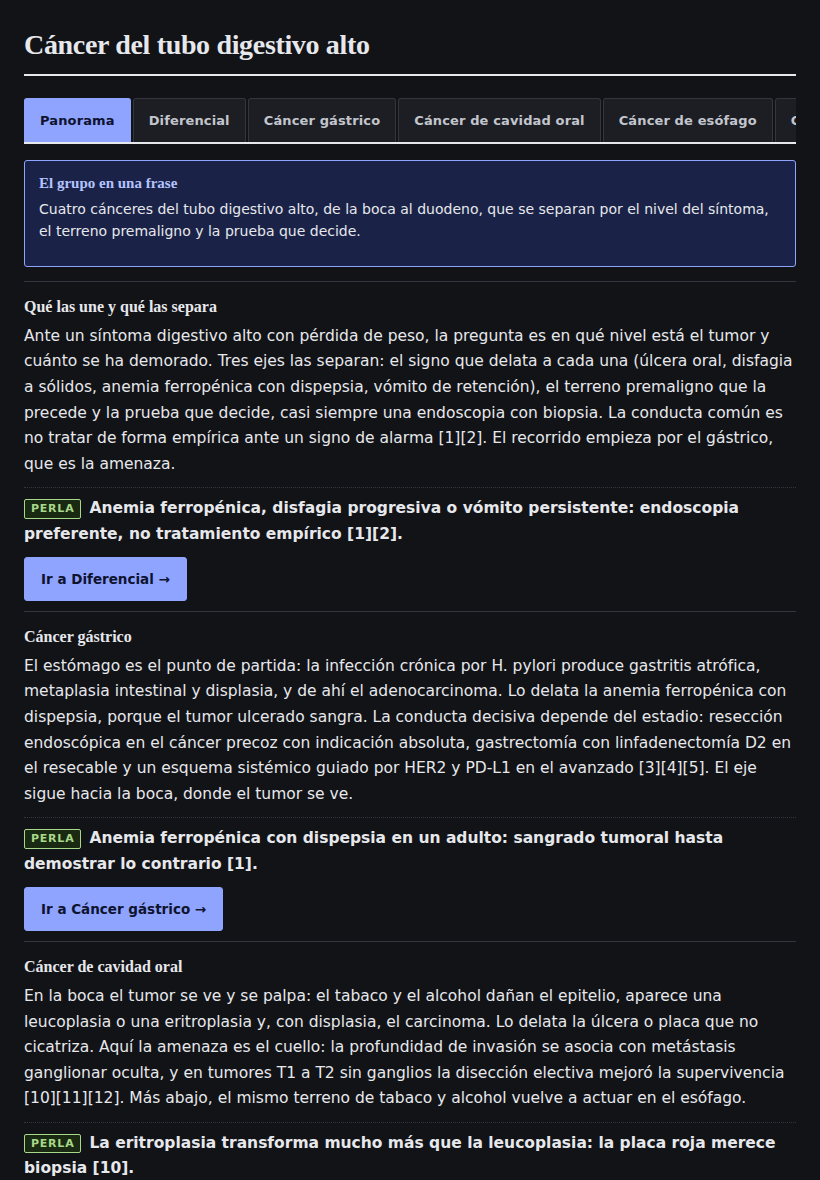 Cáncer del tubo digestivo alto
Panorama
Diferencial
Cáncer gástrico
Cáncer de cavidad oral
Cáncer de esófago
El grupo en una frase
Cuatro cánceres del tubo digestivo alto, de la boca al duodeno, que se separan por el nivel del síntoma,
el terreno premaligno y la prueba que decide.
Qué las une y qué las separa
Ante un síntoma digestivo alto con pérdida de peso, la pregunta es en qué nivel está el tumor y
cuánto se ha demorado. Tres ejes las separan: el signo que delata a cada una (úlcera oral, disfagia
a sólidos, anemia ferropénica con dispepsia, vómito de retención), el terreno premaligno que la
precede y la prueba que decide, casi siempre una endoscopia con biopsia. La conducta común es
no tratar de forma empírica ante un signo de alarma [1][2]. El recorrido empieza por el gástrico,
que es la amenaza.
PERLA Anemia ferropénica, disfagia progresiva o vómito persistente: endoscopia
preferente, no tratamiento empírico [1][2].
Ir a Diferencial →
Cáncer gástrico
El estómago es el punto de partida: la infección crónica por H. pylori produce gastritis atrófica,
metaplasia intestinal y displasia, y de ahí el adenocarcinoma. Lo delata la anemia ferropénica con
dispepsia, porque el tumor ulcerado sangra. La conducta decisiva depende del estadio: resección
endoscópica en el cáncer precoz con indicación absoluta, gastrectomía con linfadenectomía D2 en
el resecable y un esquema sistémico guiado por HER2 y PD-L1 en el avanzado [3][4][5]. El eje
sigue hacia la boca, donde el tumor se ve.
PERLA Anemia ferropénica con dispepsia en un adulto: sangrado tumoral hasta
demostrar lo contrario [1].
Ir a Cáncer gástrico →
Cáncer de cavidad oral
En la boca el tumor se ve y se palpa: el tabaco y el alcohol dañan el epitelio, aparece una
leucoplasia o una eritroplasia y, con displasia, el carcinoma. Lo delata la úlcera o placa que no
cicatriza. Aquí la amenaza es el cuello: la profundidad de invasión se asocia con metástasis
ganglionar oculta, y en tumores T1 a T2 sin ganglios la disección electiva mejoró la supervivencia
[10][11][12]. Más abajo, el mismo terreno de tabaco y alcohol vuelve a actuar en el esófago.
PERLA La eritroplasia transforma mucho más que la leucoplasia: la placa roja merece
biopsia [10].